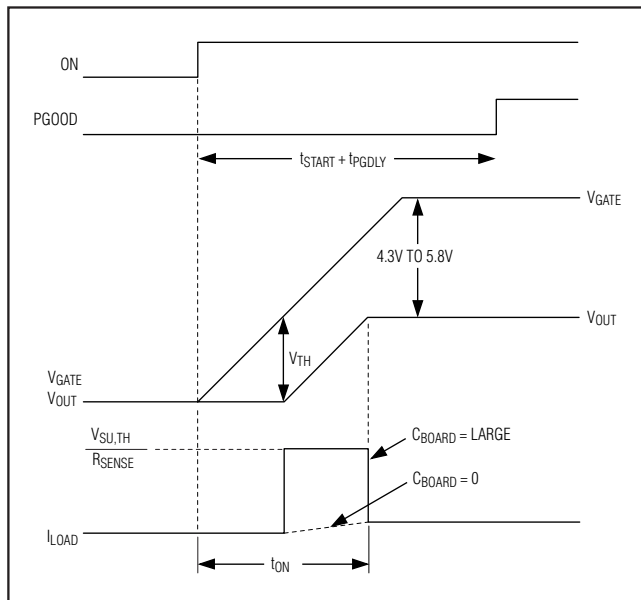 ON
PGOOD
tSTART + tPGDLY
VGATE
4.3V TO 5.8V
VOUT
VTH
VGATE
VOUT
VSU,TH
RSENSE
CBOARD = LARGE
CBOARD = 0
ILOAD
tON